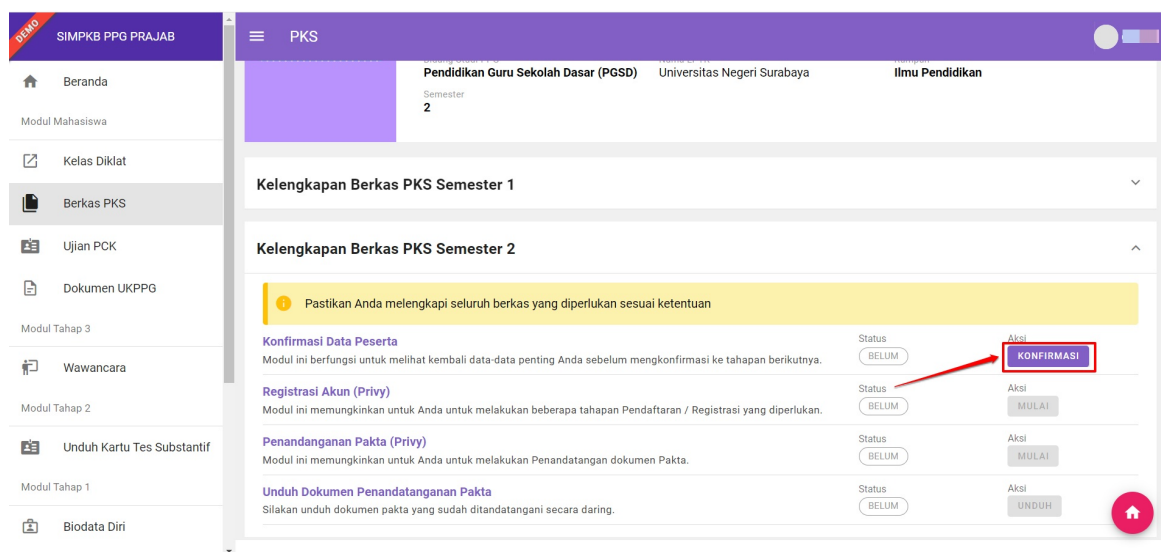 DEMO
SIMPKB PPG PRAJAB
PKS
Beranda
Modul Mahasiswa
Kelas Diklat
Berkas PKS
Ujian PCK
Dokumen UKPPG
Modul Tahap 3
Wawancara
Modul Tahap 2
Unduh Kartu Tes Substantif
Modul Tahap 1
Biodata Diri
Pendidikan Guru Sekolah Dasar (PGSD)
Universitas Negeri Surabaya
Ilmu Pendidikan
Semester
2
Kelengkapan Berkas PKS Semester 1
Kelengkapan Berkas PKS Semester 2
Pastikan Anda melengkapi seluruh berkas yang diperlukan sesuai ketentuan
Konfirmasi Data Peserta
Modul ini berfungsi untuk melihat kembali data-data penting Anda sebelum mengkonfirmasi ke tahapan berikutnya.
Status
BELUM
Aksi
KONFIRMASI
Registrasi Akun (Privy)
Modul ini memungkinkan untuk Anda untuk melakukan beberapa tahapan Pendaftaran / Registrasi yang diperlukan.
Status
BELUM
Aksi
MULAI
Penandanganan Pakta (Privy)
Modul ini memungkinkan untuk Anda untuk melakukan Penandatangan dokumen Pakta.
Status
BELUM
Aksi
MULAI
Unduh Dokumen Penandatanganan Pakta
Silakan unduh dokumen pakta yang sudah ditandatangani secara daring.
Status
BELUM
Aksi
UNDUH